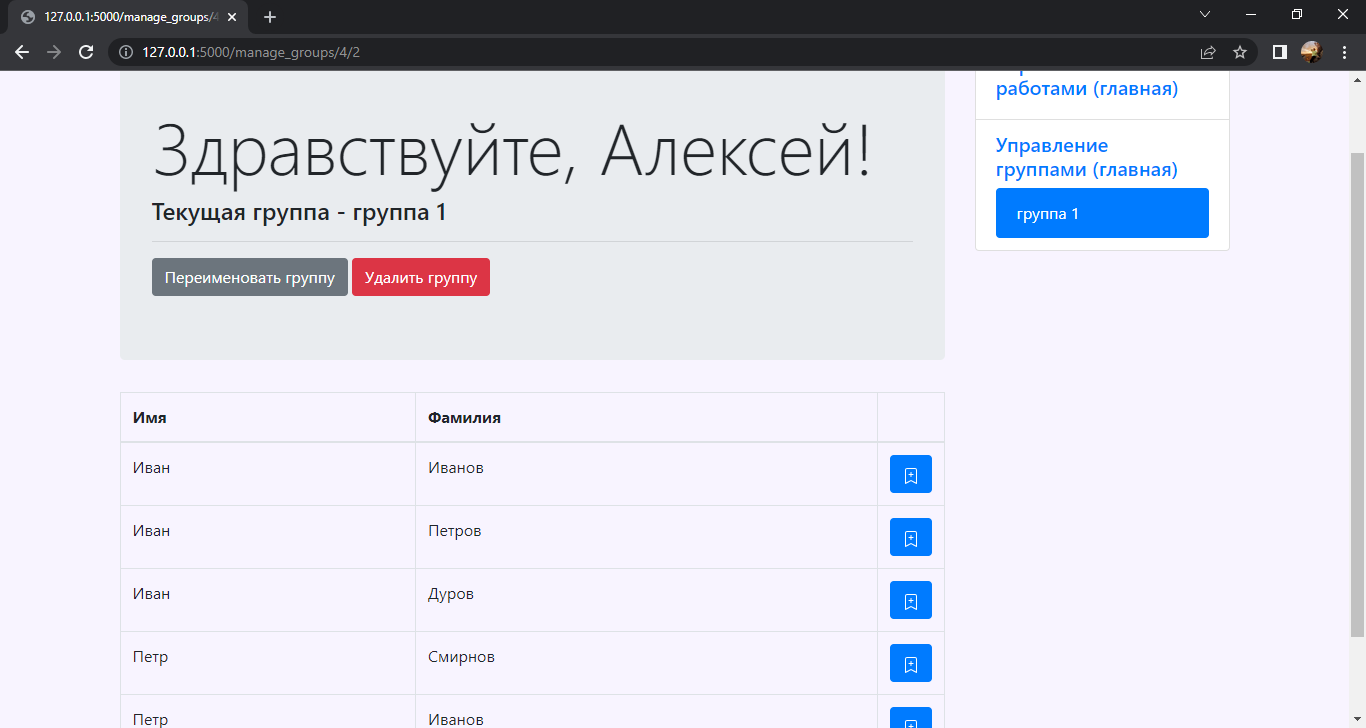 127.0.0.1:5000/manage_groups/4
127.0.0.1:5000/manage_groups/4/2
работами (главная)
Здравствуйте, Алексей!
Управление
группами (главная)
Текущая группа - группа 1
группа 1
Переименовать группу Удалить группу
Имя Фамилия
Иван Иванов
Иван Петров
Иван Дуров
Петр Смирнов
Петр Иванов